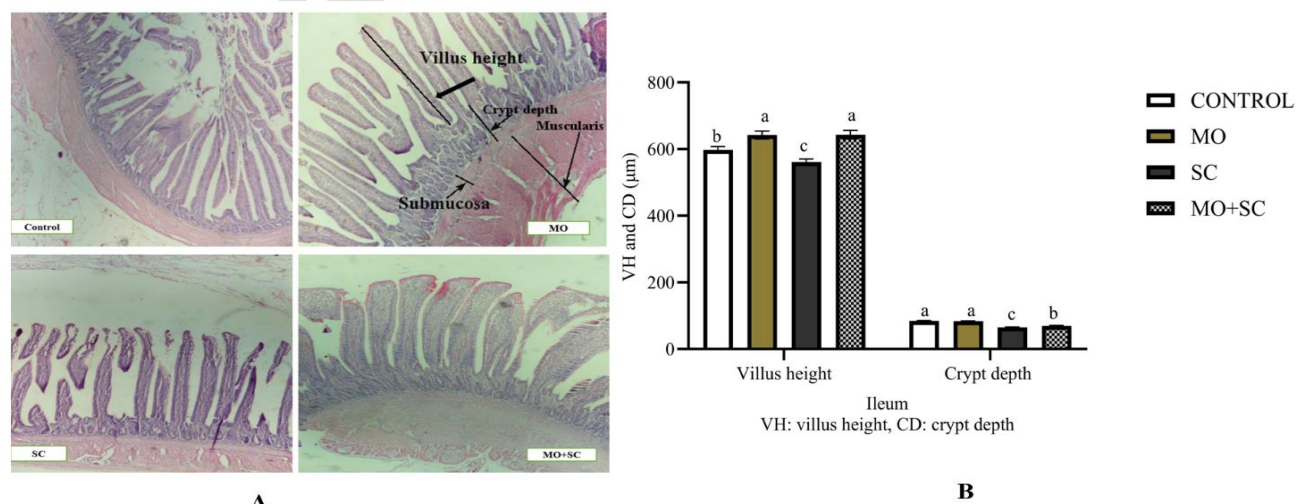 Villus height
Crypt depth
Muscularis
Submucosa
Control
MO
SC
MO+SC
A
800
600
400
200
0
VH and CD (μm)
b
a
c
a
a
a
c
b
Villus height
Crypt depth
Ileum
VH: villus height, CD: crypt depth
CONTROL
MO
SC
MO+SC
B